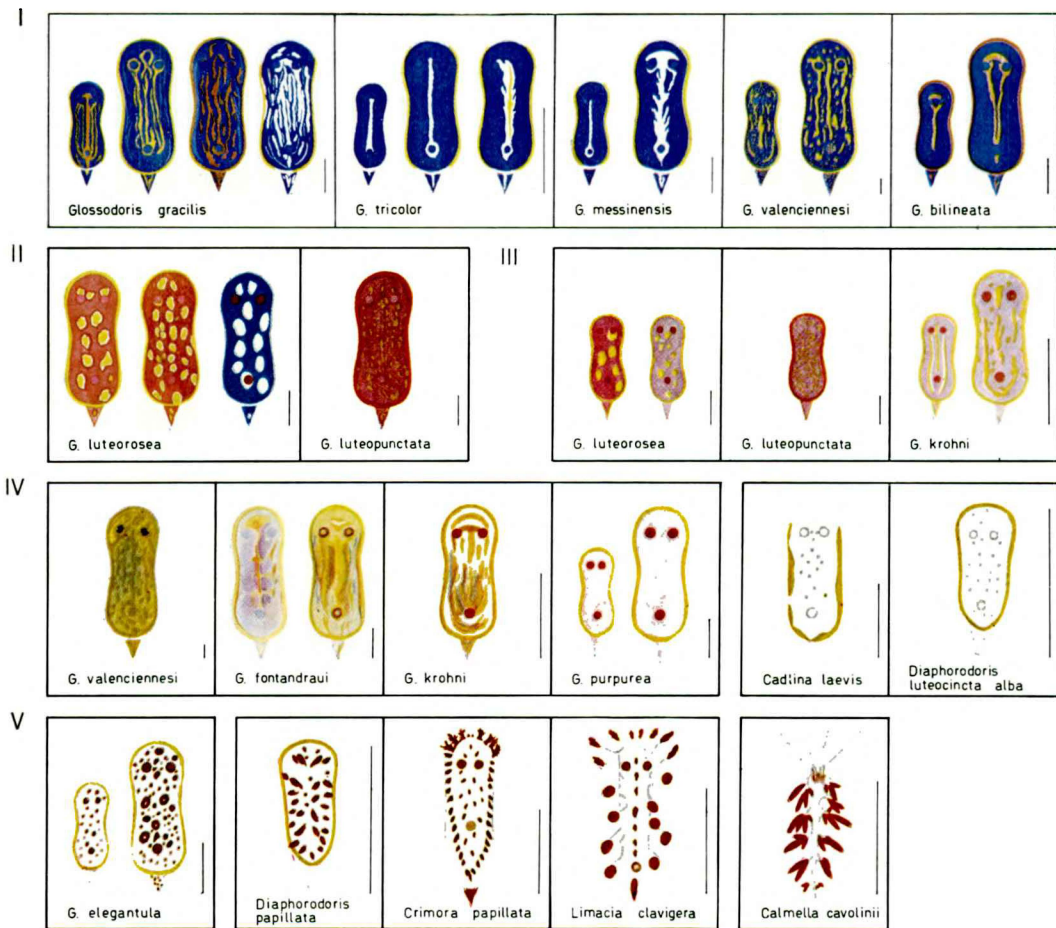 I
Glossodoris gracilis
G. tricolor
G. messinensis
G. valenciennesi
G. bilineata
II
III
G. luteorosea
G. luteopunctata
G. luteorosea
G. luteopunctata
G. krohni
IV
G. valenciennesi
G. fontandraui
G. krohni
G. purpurea
Cadlina laevis
Diaphorodoris
luteocincta alba
V
G. elegantula
Diaphorodoris
papillata
Crimora papillata
Limacia clavigera
Calmella cavolinii